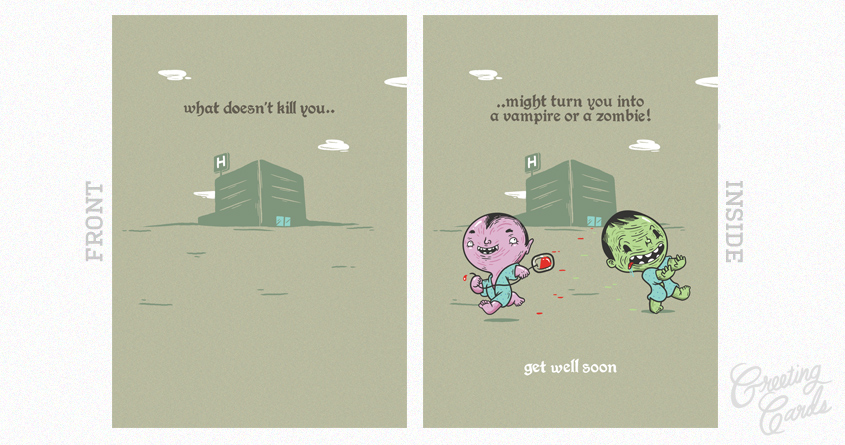 FRONT
what doesn't kill you..
H
..might turn you into
a vampire or a zombie!
H
get well soon
INSIDE
Greeting
Cards